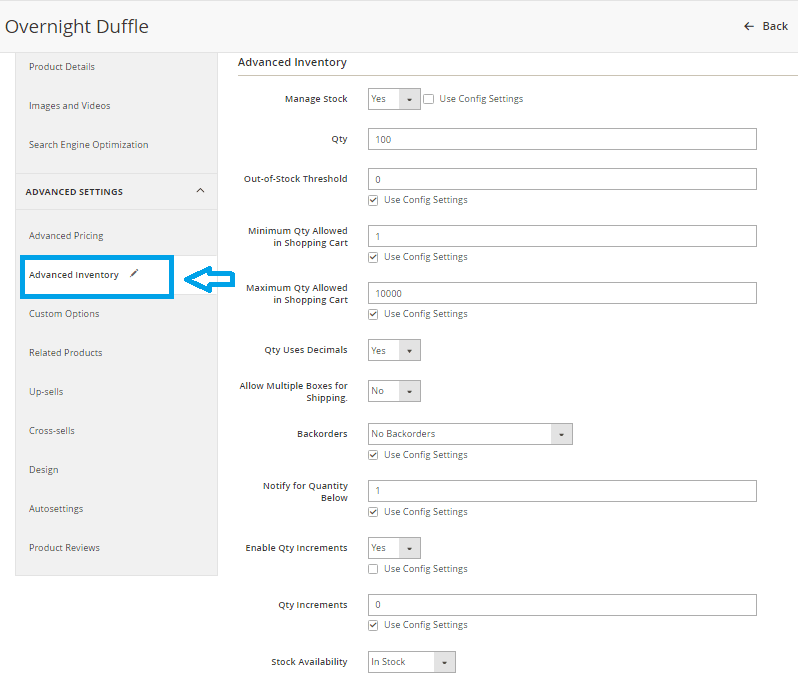 Overnight Duffle
Back
Product Details
Images and Videos
Search Engine Optimization
ADVANCED SETTINGS
Advanced Pricing
Advanced Inventory
Custom Options
Related Products
Up-sells
Cross-sells
Design
Autosettings
Product Reviews
Advanced Inventory
Manage Stock
Yes
Use Config Settings
Qty
100
Out-of-Stock Threshold
0
Use Config Settings
Minimum Qty Allowed
in Shopping Cart
1
Use Config Settings
Maximum Qty Allowed
in Shopping Cart
10000
Use Config Settings
Qty Uses Decimals
Yes
Allow Multiple Boxes for
Shipping.
No
Backorders
No Backorders
Use Config Settings
Notify for Quantity
Below
1
Use Config Settings
Enable Qty Increments
Yes
Use Config Settings
Qty Increments
0
Use Config Settings
Stock Availability
In Stock